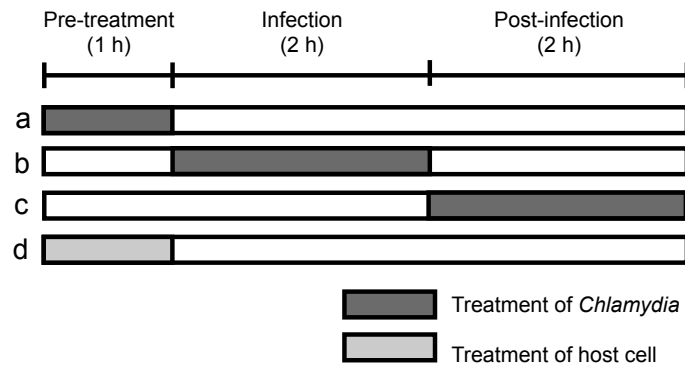 Pre-treatment Infection Post-infection
(1 h) (2 h) (2 h)
a
b
c
d
Treatment of Chlamydia
Treatment of host cell